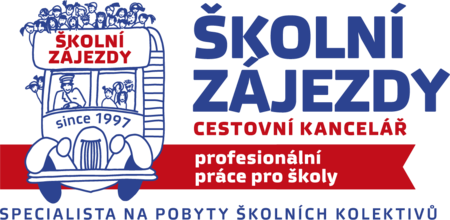 ŠKOLNÍ
ZÁJEZDY
since 1997
ŠKOLNÍ
ZÁJEZDY
CESTOVNÍ KANCELÁŘ
profesionální
práce pro školy
SPECIALISTA NA POBYTY ŠKOLNÍCH KOLEKTIVŮ